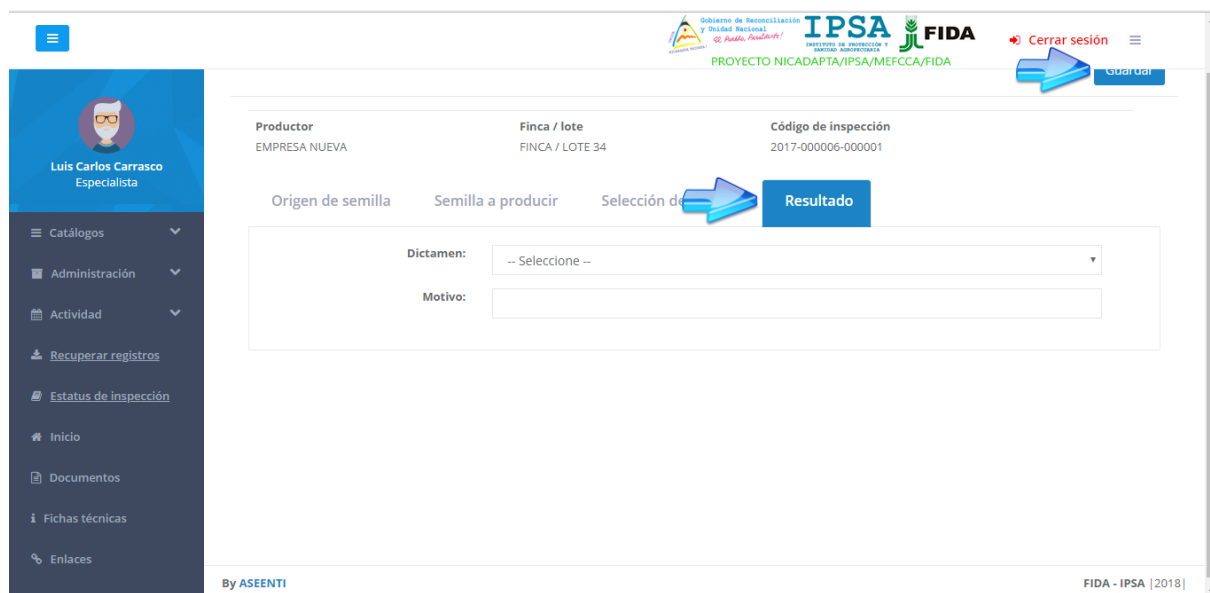 Gobierno de Reconciliación
y Unidad Nacional
El Pueblo, Presidente!
IPSA
INSTITUTO DE PROTECCIÓN Y
SANIDAD AGROPECUARIA
FIDA
PROYECTO NICADAPTA/IPSA/MEFCCA/FIDA
Cerrar sesión
Guardar
Luis Carlos Carrasco
Especialista
Catálogos
Administración
Actividad
Recuperar registros
Estatus de inspección
Inicio
Documentos
Fichas técnicas
Enlaces
Productor Finca / lote Código de inspección
EMPRESA NUEVA FINCA / LOTE 34 2017-000006-000001
Origen de semilla Semilla a producir Selección de Resultado
Dictamen: -- Seleccione --
Motivo:
By ASEENTI FIDA - IPSA |2018|